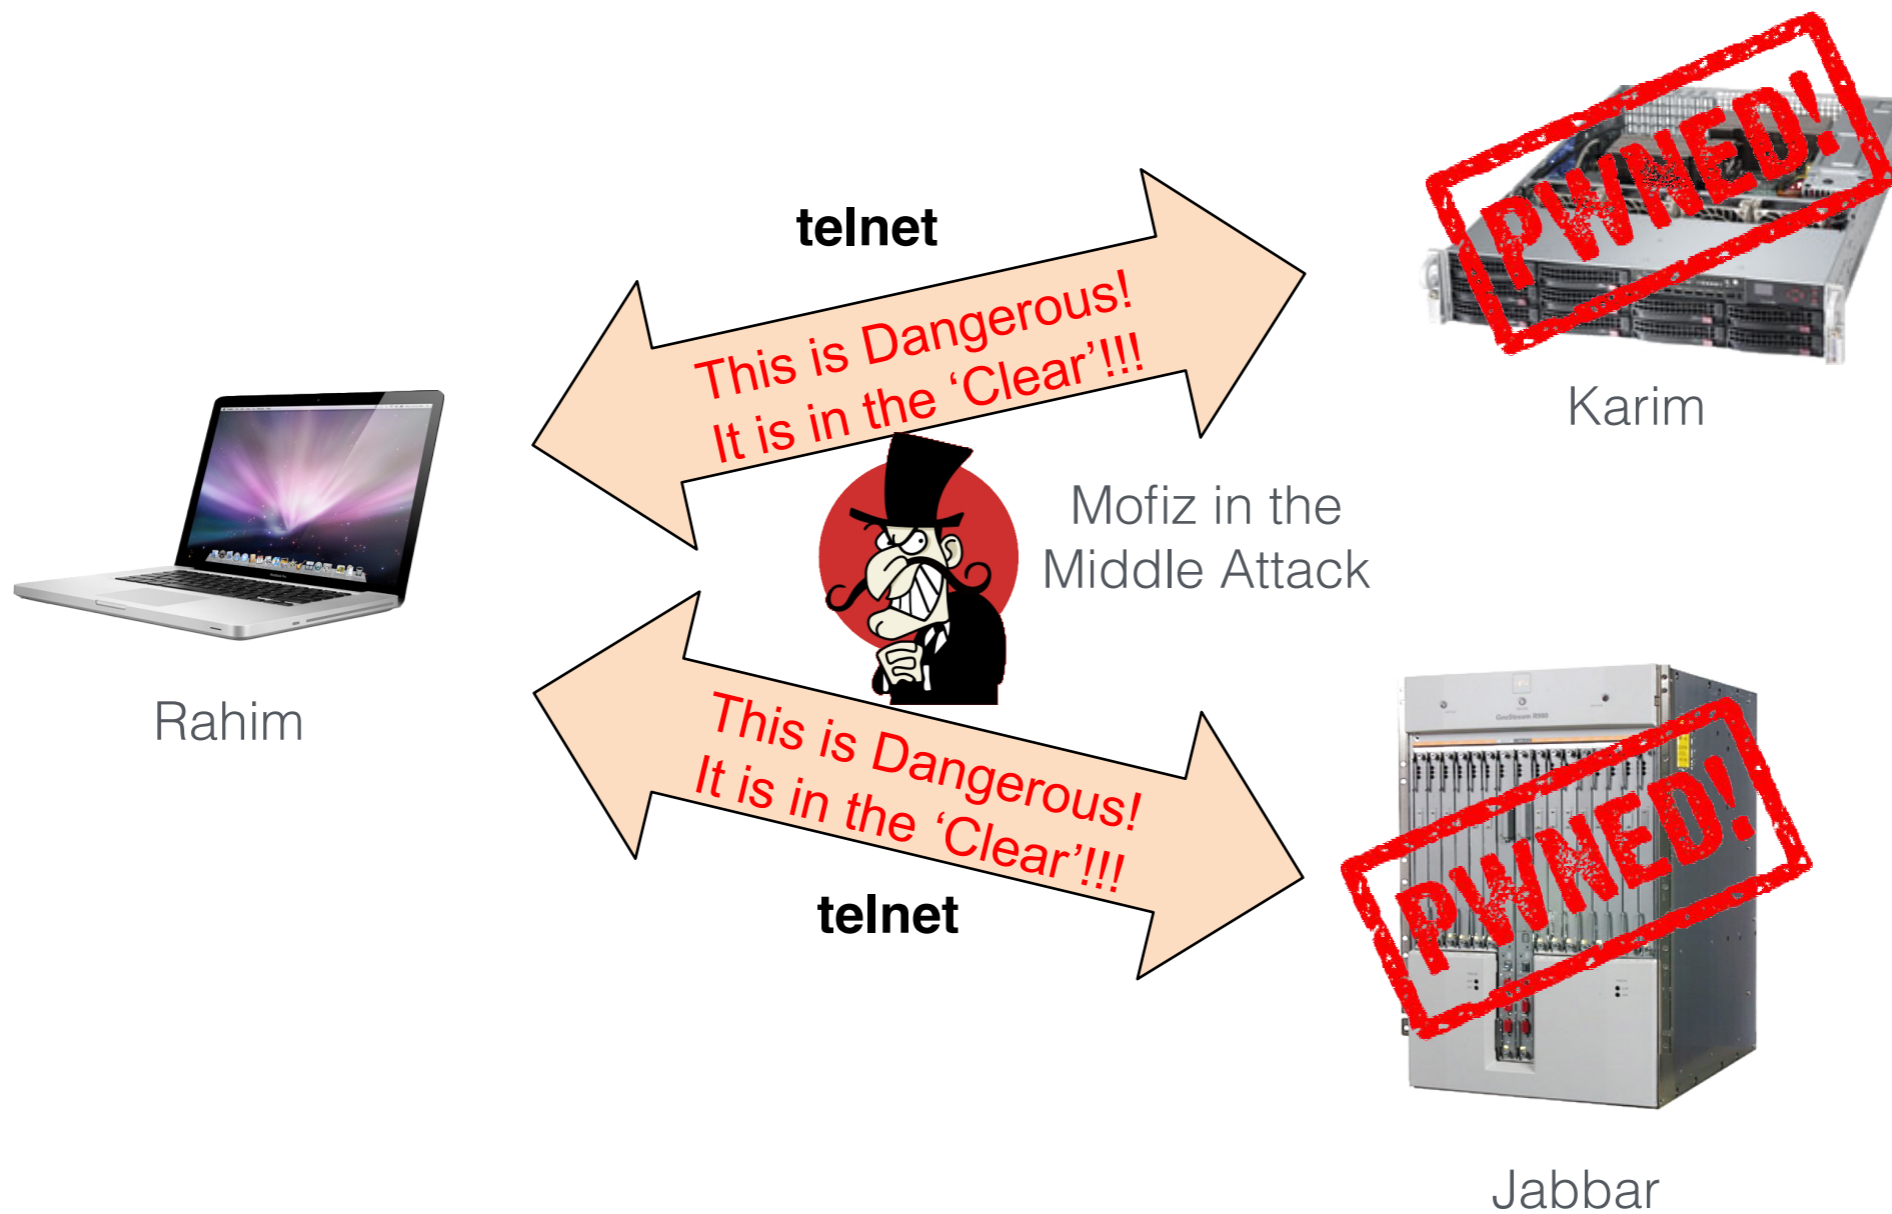 telnet
This is Dangerous!
It is in the ‘Clear’!!!
PWNED!
Karim
Mofiz in the
Middle Attack
Rahim
This is Dangerous!
It is in the ‘Clear’!!!
telnet
PWNED!
Jabbar